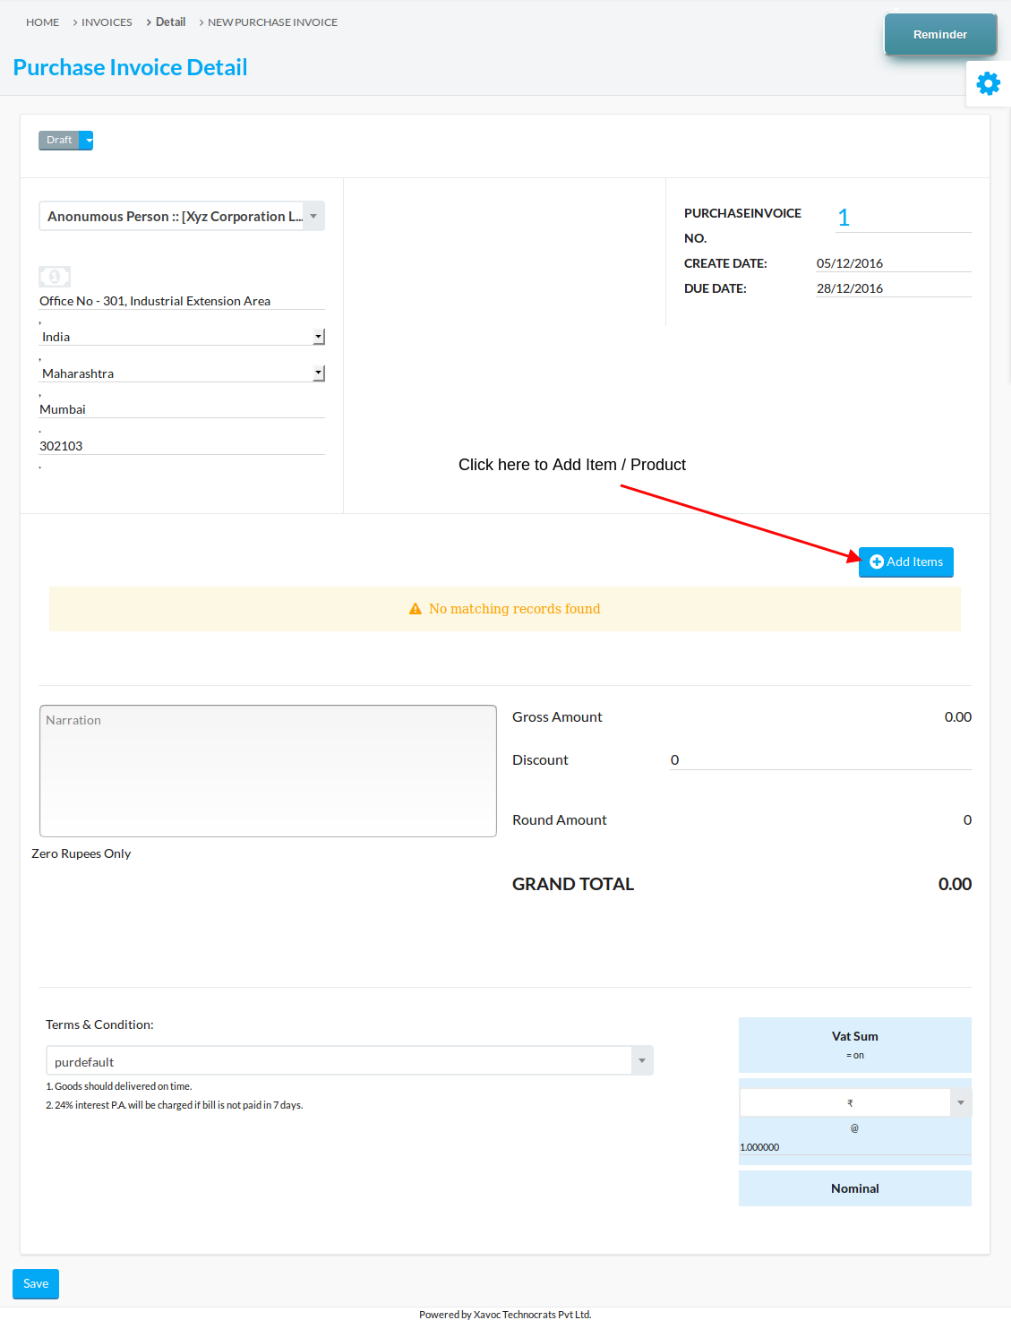 HOME > INVOICES > Detail > NEW PURCHASE INVOICE
Reminder
Purchase Invoice Detail
Draft
Anonumous Person :: [Xyz Corporation L...
PURCHASEINVOICE NO. 1
CREATE DATE: 05/12/2016
DUE DATE: 28/12/2016
Office No - 301, Industrial Extension Area
,
India
,
Maharashtra
,
Mumbai
.
302103
.
Click here to Add Item / Product
Add Items
No matching records found
Narration
Gross Amount 0.00
Discount 0
Round Amount 0
Zero Rupees Only
GRAND TOTAL 0.00
Terms & Condition:
purdefault
1. Goods should delivered on time.
2. 24% interest P.A. will be charged if bill is not paid in 7 days.
Vat Sum
= on
₹
@
1.000000
Nominal
Save
Powered by Xavoc Technocrats Pvt Ltd.